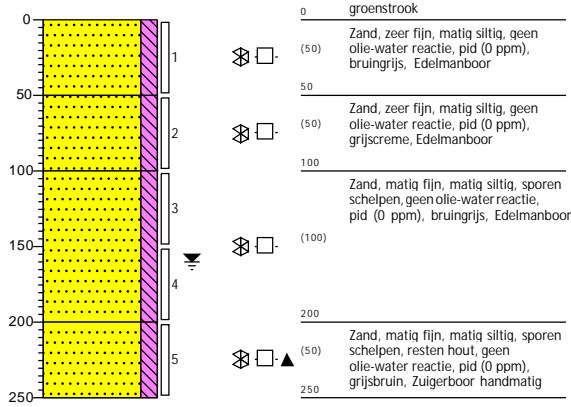 0
groenstrook
0
Zand, zeer fijn, matig siltig, geen
olie-water reactie, pid (0 ppm),
bruingrijs, Edelmanboor
(50)
1
50
50
Zand, zeer fijn, matig siltig, geen
olie-water reactie, pid (0 ppm),
grijscreme, Edelmanboor
(50)
2
100
100
Zand, matig fijn, matig siltig, sporen
schelpen, geen olie-water reactie,
pid (0 ppm), bruingrijs, Edelmanboor
3
(100)
150
4
200
200
Zand, matig fijn, matig siltig, sporen
schelpen, resten hout, geen
olie-water reactie, pid (0 ppm),
grijsbruin, Zuigerboor handmatig
(50)
5
250
250